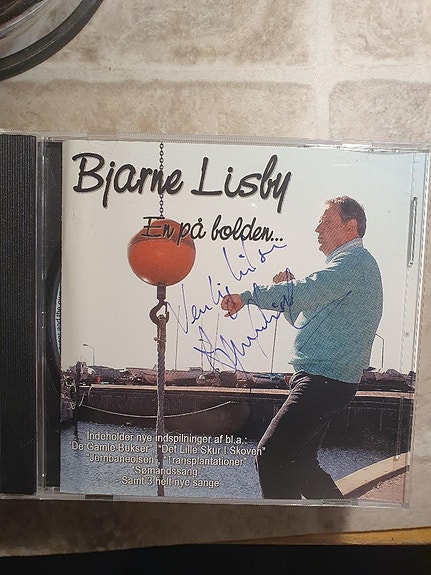 Bjarne Lisby
En på bolden...
Venlig hilsen
Indeholder nye indspilninger af bl.a.:
"De Gamle Bukser" "Det Lille Skur I Skoven"
"Jernbaneolsen" "Transplantationer"
"Sømandssang"
Samt 3 helt nye sange